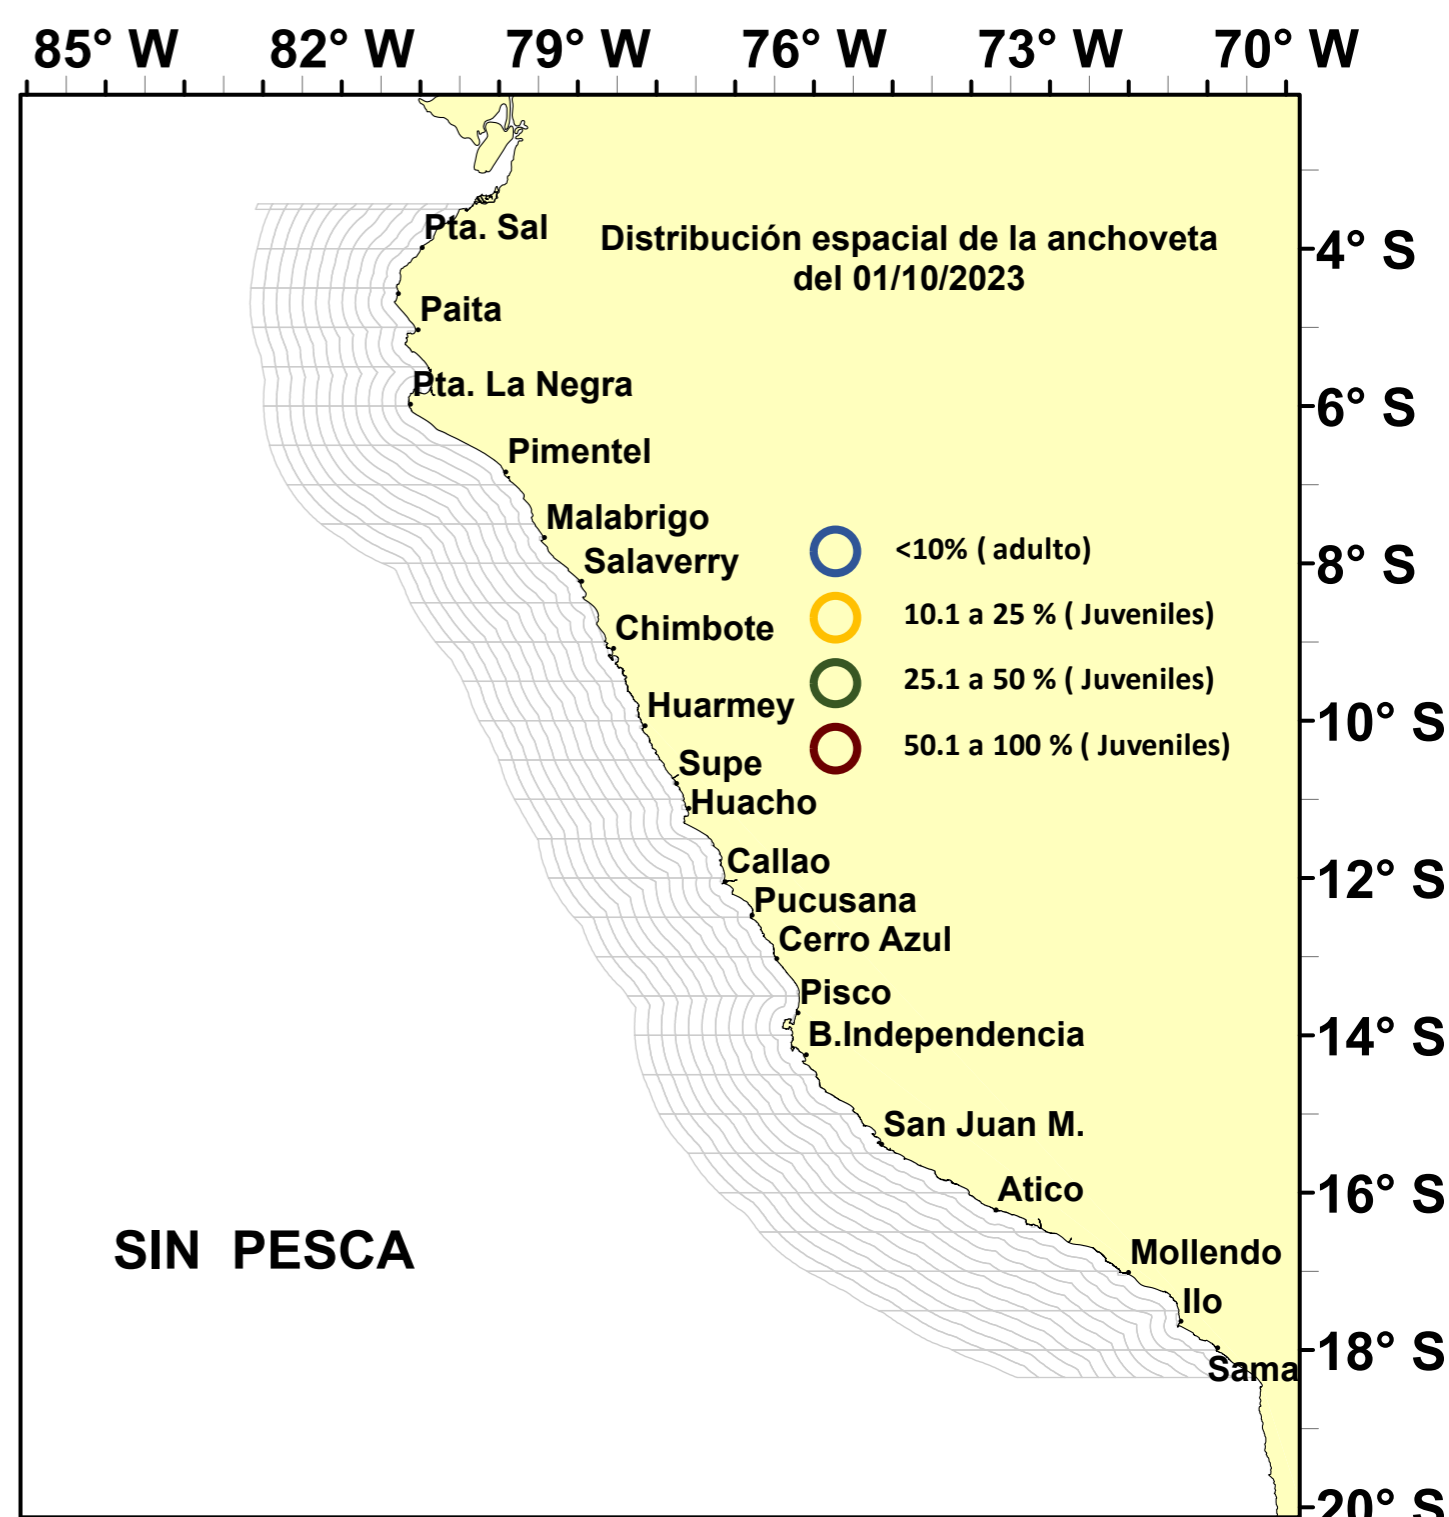 85° W 82° W 79° W 76° W 73° W 70° W
Pta. Sal
Distribución espacial de la anchoveta
del 01/10/2023
4° S
Paita
Pta. La Negra
6° S
Pimentel
Malabrigo
Salaverry
<10% ( adulto)
8° S
10.1 a 25 % ( Juveniles)
Chimbote
25.1 a 50 % ( Juveniles)
Huarmey
10° S
50.1 a 100 % ( Juveniles)
Supe
Huacho
Callao
12° S
Pucusana
Cerro Azul
Pisco
B.Independencia
14° S
San Juan M.
Atico
16° S
SIN PESCA
Mollendo
Ilo
18° S
Sama
20° S